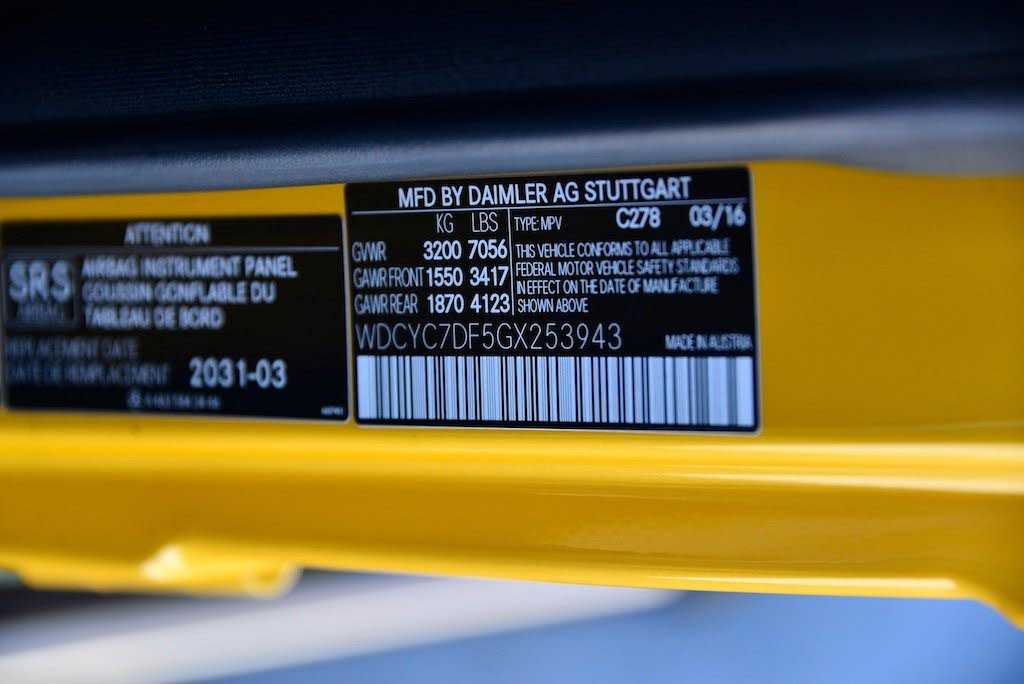 ATTENTION
SRS
AIRBAG
AIRBAG INSTRUMENT PANEL
COUSSIN GONFLABLE DU
TABLEAU DE BORD
REPLACEMENT DATE
DATE DE REMPLACEMENT 2031-03
MFD BY DAIMLER AG STUTTGART
KG LBS
GVWR 3200 7056
GAWR FRONT 1550 3417
GAWR REAR 1870 4123
TYPE: MPV C278 03/16
THIS VEHICLE CONFORMS TO ALL APPLICABLE
FEDERAL MOTOR VEHICLE SAFETY STANDARDS
IN EFFECT ON THE DATE OF MANUFACTURE
SHOWN ABOVE
WDCYC7DF5GX253943 MADE IN AUSTRIA